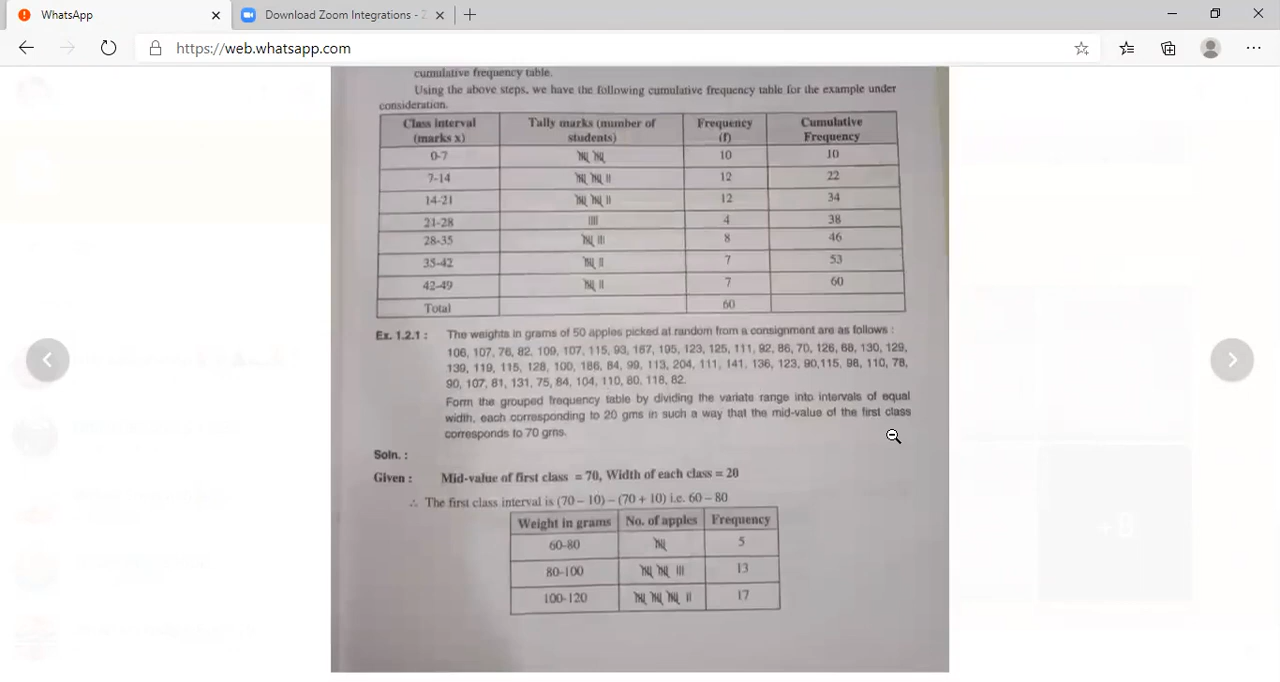 WhatsApp
Download Zoom Integrations - Z
https://web.whatsapp.com
cumulative frequency table.
Using the above steps, we have the following cumulative frequency table for the example under
consideration.
Class Interval (marks x) Tally marks (number of students) Frequency (f) Cumulative Frequency
0-7 10 10
7-14 12 22
14-21 12 34
21-28 4 38
28-35 8 46
35-42 7 53
42-49 7 60
Total 60
Ex. 1.2.1 : The weights in grams of 50 apples picked at random from a consignment are as follows :
106, 107, 76, 82, 109, 107, 115, 93, 187, 195, 123, 125, 111, 92, 86, 70, 126, 68, 130, 129,
139, 119, 115, 128, 100, 186, 84, 99, 113, 204, 111, 141, 136, 123, 90,115, 98, 110, 78,
90, 107, 81, 131, 75, 84, 104, 110, 80, 118, 82.
Form the grouped frequency table by dividing the variate range into intervals of equal
width, each corresponding to 20 gms in such a way that the mid-value of the first class
corresponds to 70 gms.
Soln. :
Given : Mid-value of first class = 70, Width of each class = 20
∴ The first class interval is (70 – 10) – (70 + 10) i.e. 60 – 80
Weight in grams No. of apples Frequency
60-80 5
80-100 13
100-120 17